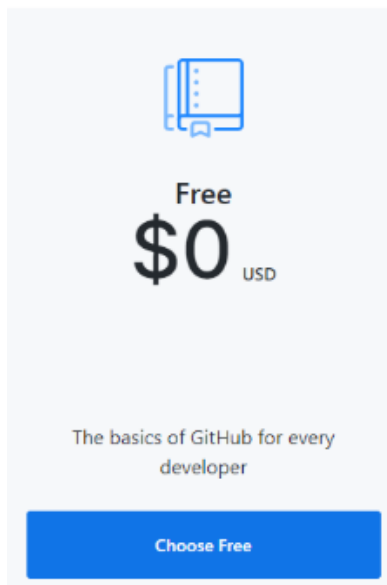 Free
$0 USD
The basics of GitHub for every
developer
Choose Free